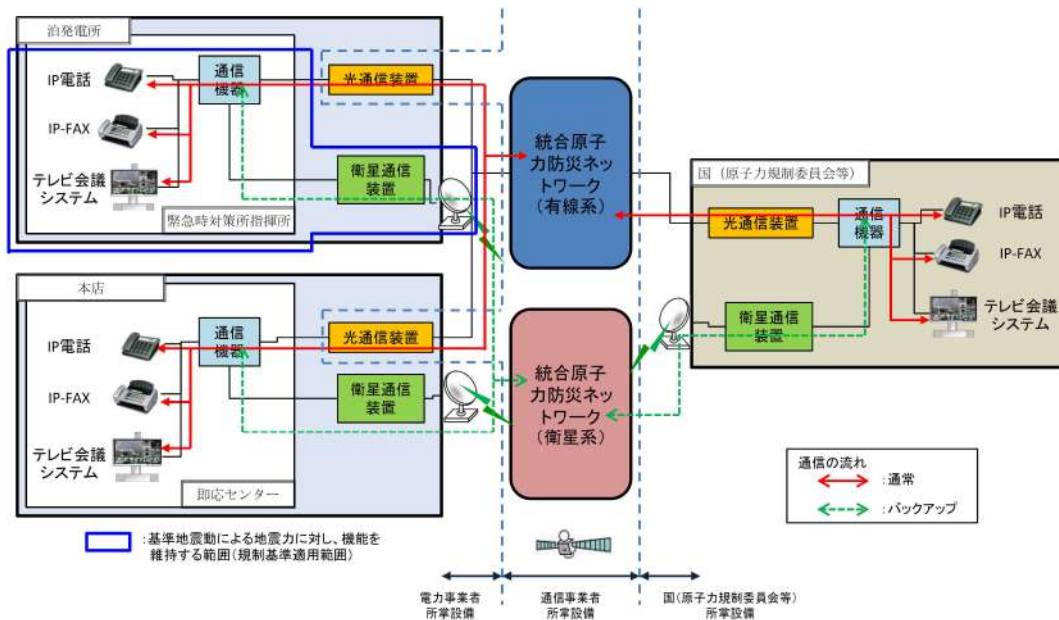 泊発電所
IP電話
IP-FAX
テレビ会議
システム
通信
機器
光通信装置
衛星通信
装置
緊急時対策所指揮所
本店
IP電話
IP-FAX
テレビ会議
システム
通信
機器
光通信装置
衛星通信
装置
即応センター
統合原子
力防災ネッ
トワーク
(有線系)
統合原子
力防災ネッ
トワーク
(衛星系)
国(原子力規制委員会等)
光通信装置
通信
機器
衛星通信
装置
IP電話
IP-FAX
テレビ会議
システム
通信の流れ
:通常
:バックアップ
:基準地震動による地震力に対し、機能を
維持する範囲(規制基準適用範囲)
電力事業者
所掌設備
通信事業者
所掌設備
国(原子力規制委員会等)
所掌設備